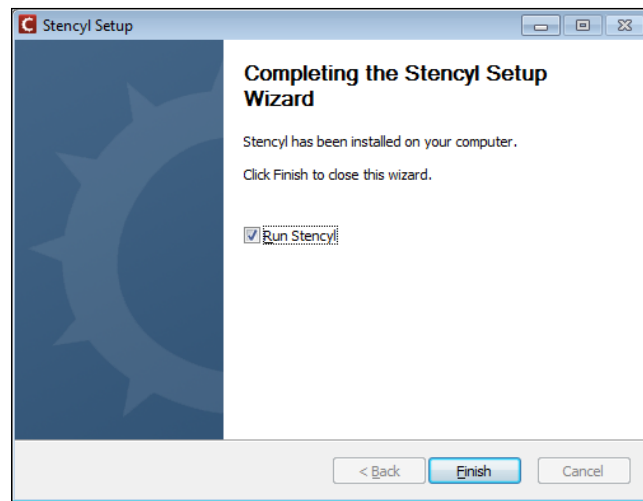 Stencyl Setup
Completing the Stencyl Setup
Wizard
Stencyl has been installed on your computer.
Click Finish to close this wizard.
Run Stencyl
< Back
Finish
Cancel